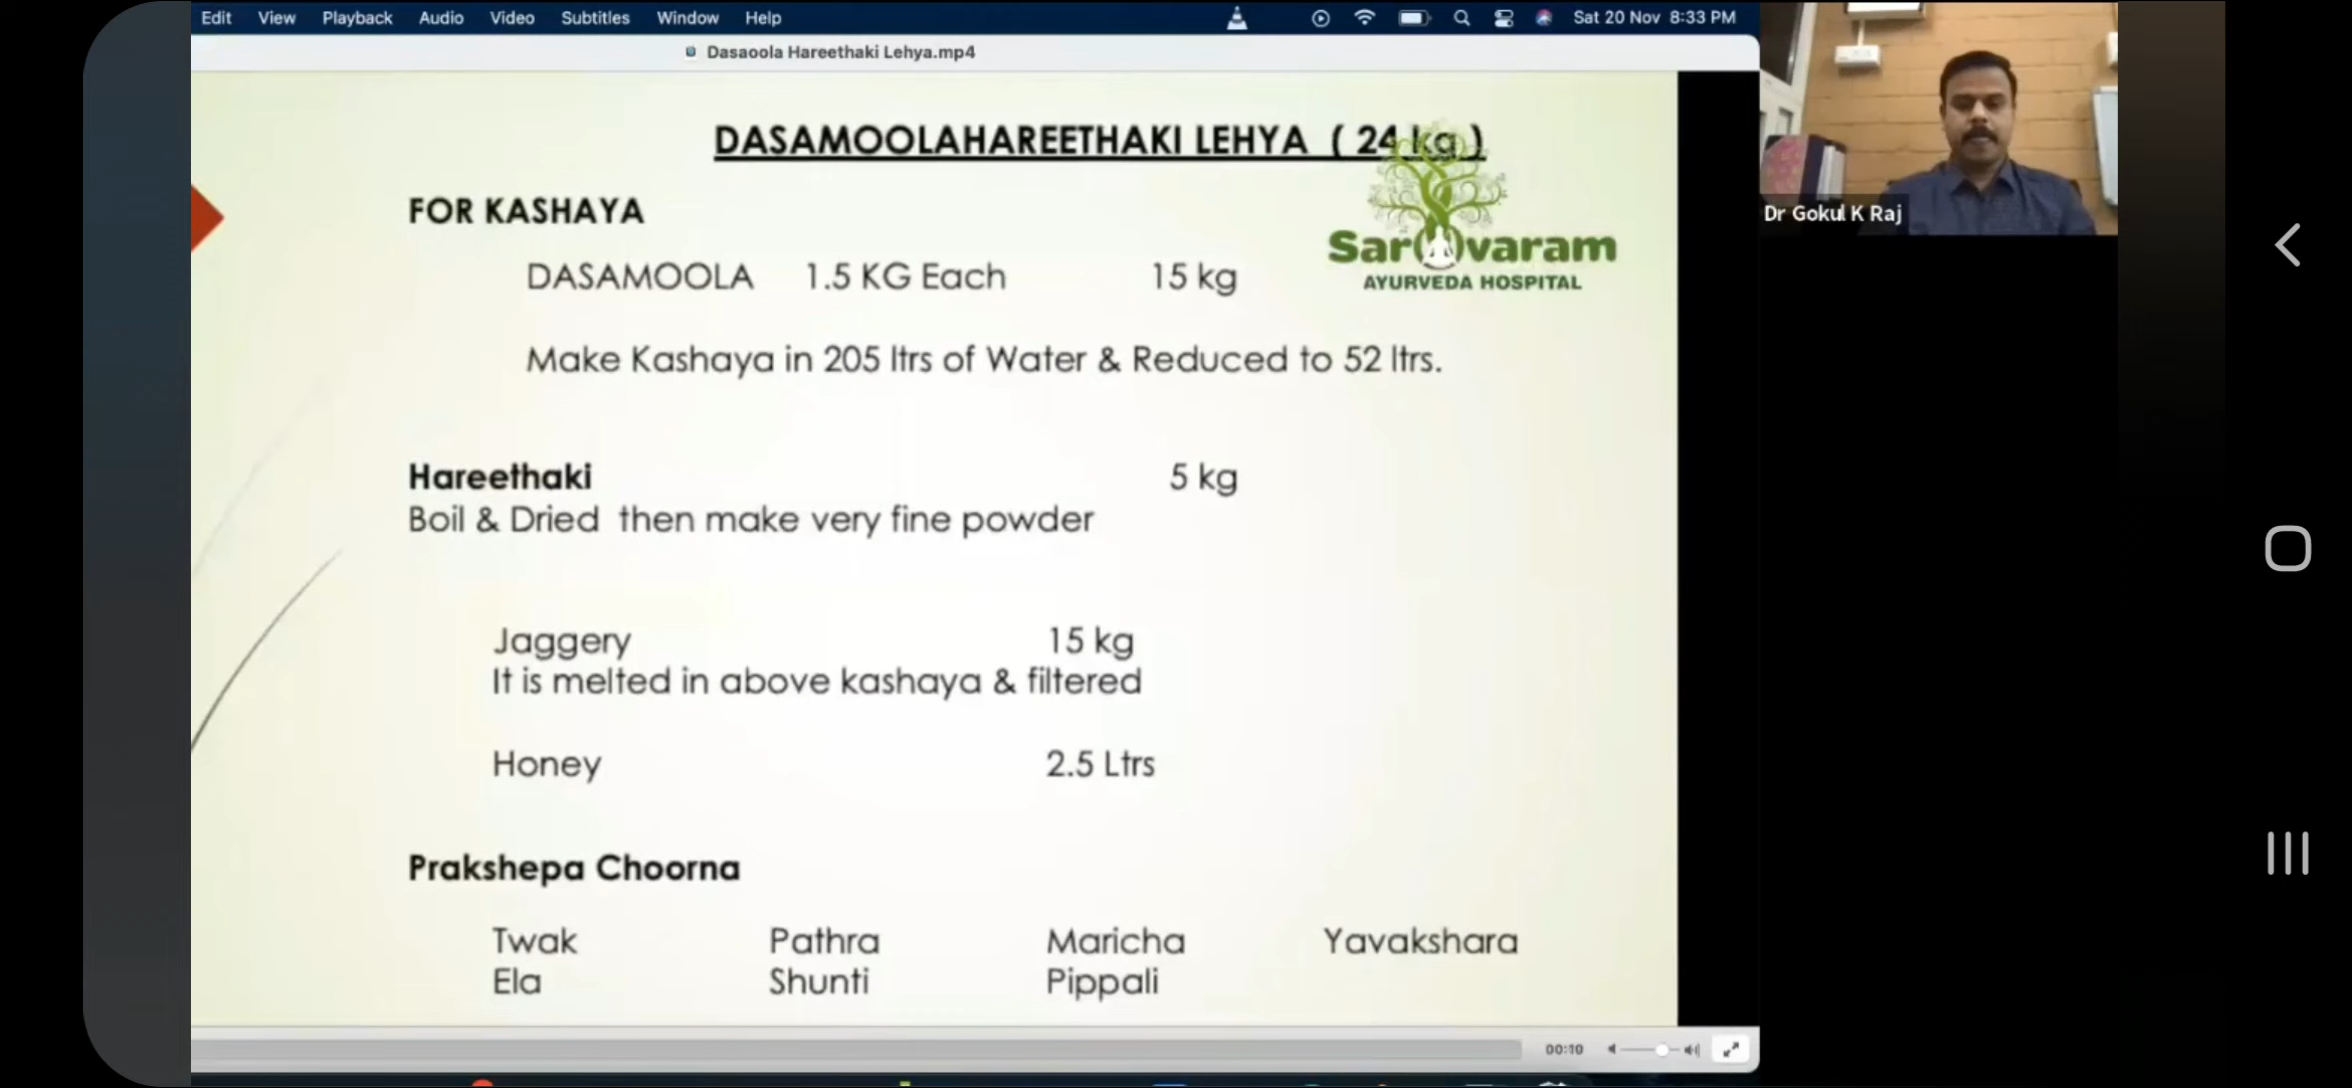 Edit View Playback Audio Video Subtitles Window Help Sat 20 Nov 8:33 PM
Dasaoola Hareethaki Lehya.mp4
DASAMOOLAHAREETHAKI LEHYA ( 24 kg )
FOR KASHAYA
Sarovaram
AYURVEDA HOSPITAL
Dr Gokul K Raj
DASAMOOLA 1.5 KG Each 15 kg
Make Kashaya in 205 ltrs of Water & Reduced to 52 ltrs.
Hareethaki 5 kg
Boil & Dried then make very fine powder
Jaggery 15 kg
It is melted in above kashaya & filtered
Honey 2.5 Ltrs
Prakshepa Choorna
Twak Pathra Maricha Yavakshara
Ela Shunti Pippali
00:10